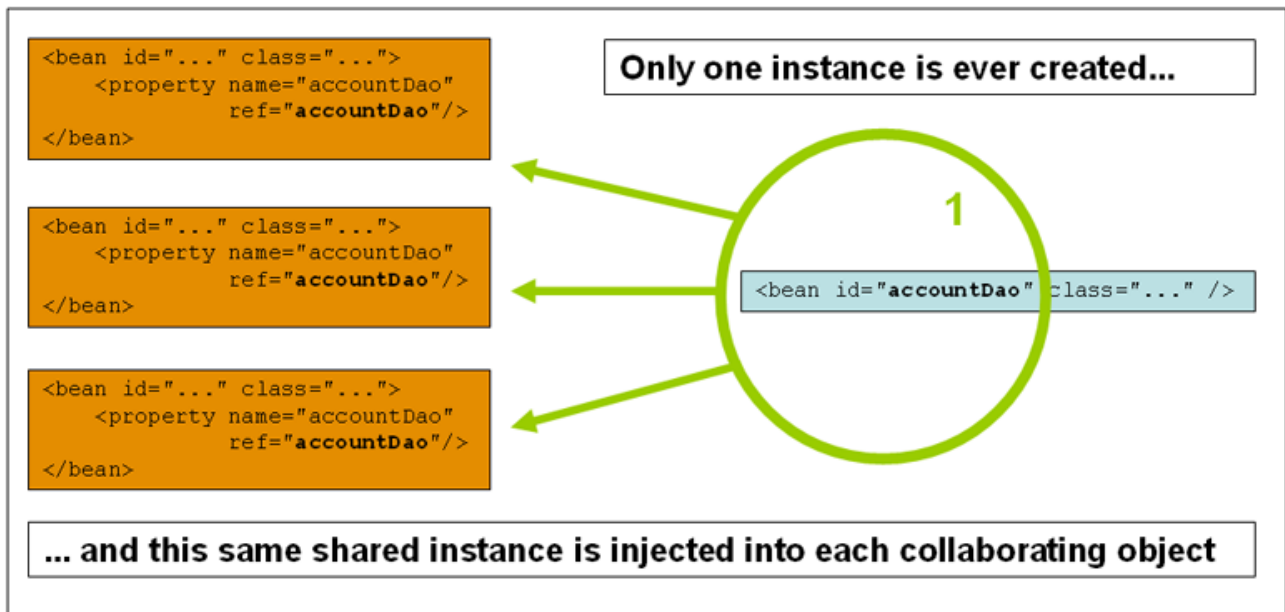 <bean id="..." class="...">
    <property name="accountDao"
              ref="accountDao"/>
</bean>
Only one instance is ever created...
<bean id="..." class="...">
    <property name="accountDao"
              ref="accountDao"/>
</bean>
1
<bean id="accountDao" class="..." />
<bean id="..." class="...">
    <property name="accountDao"
              ref="accountDao"/>
</bean>
... and this same shared instance is injected into each collaborating object